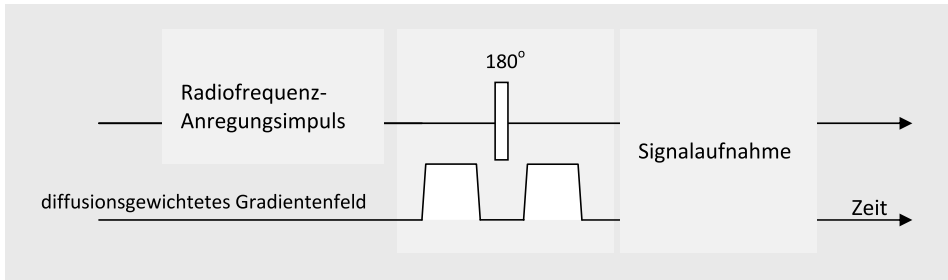 180°
Radiofrequenz-
Anregungsimpuls
Signalaufnahme
diffusionsgewichtetes Gradientenfeld
Zeit